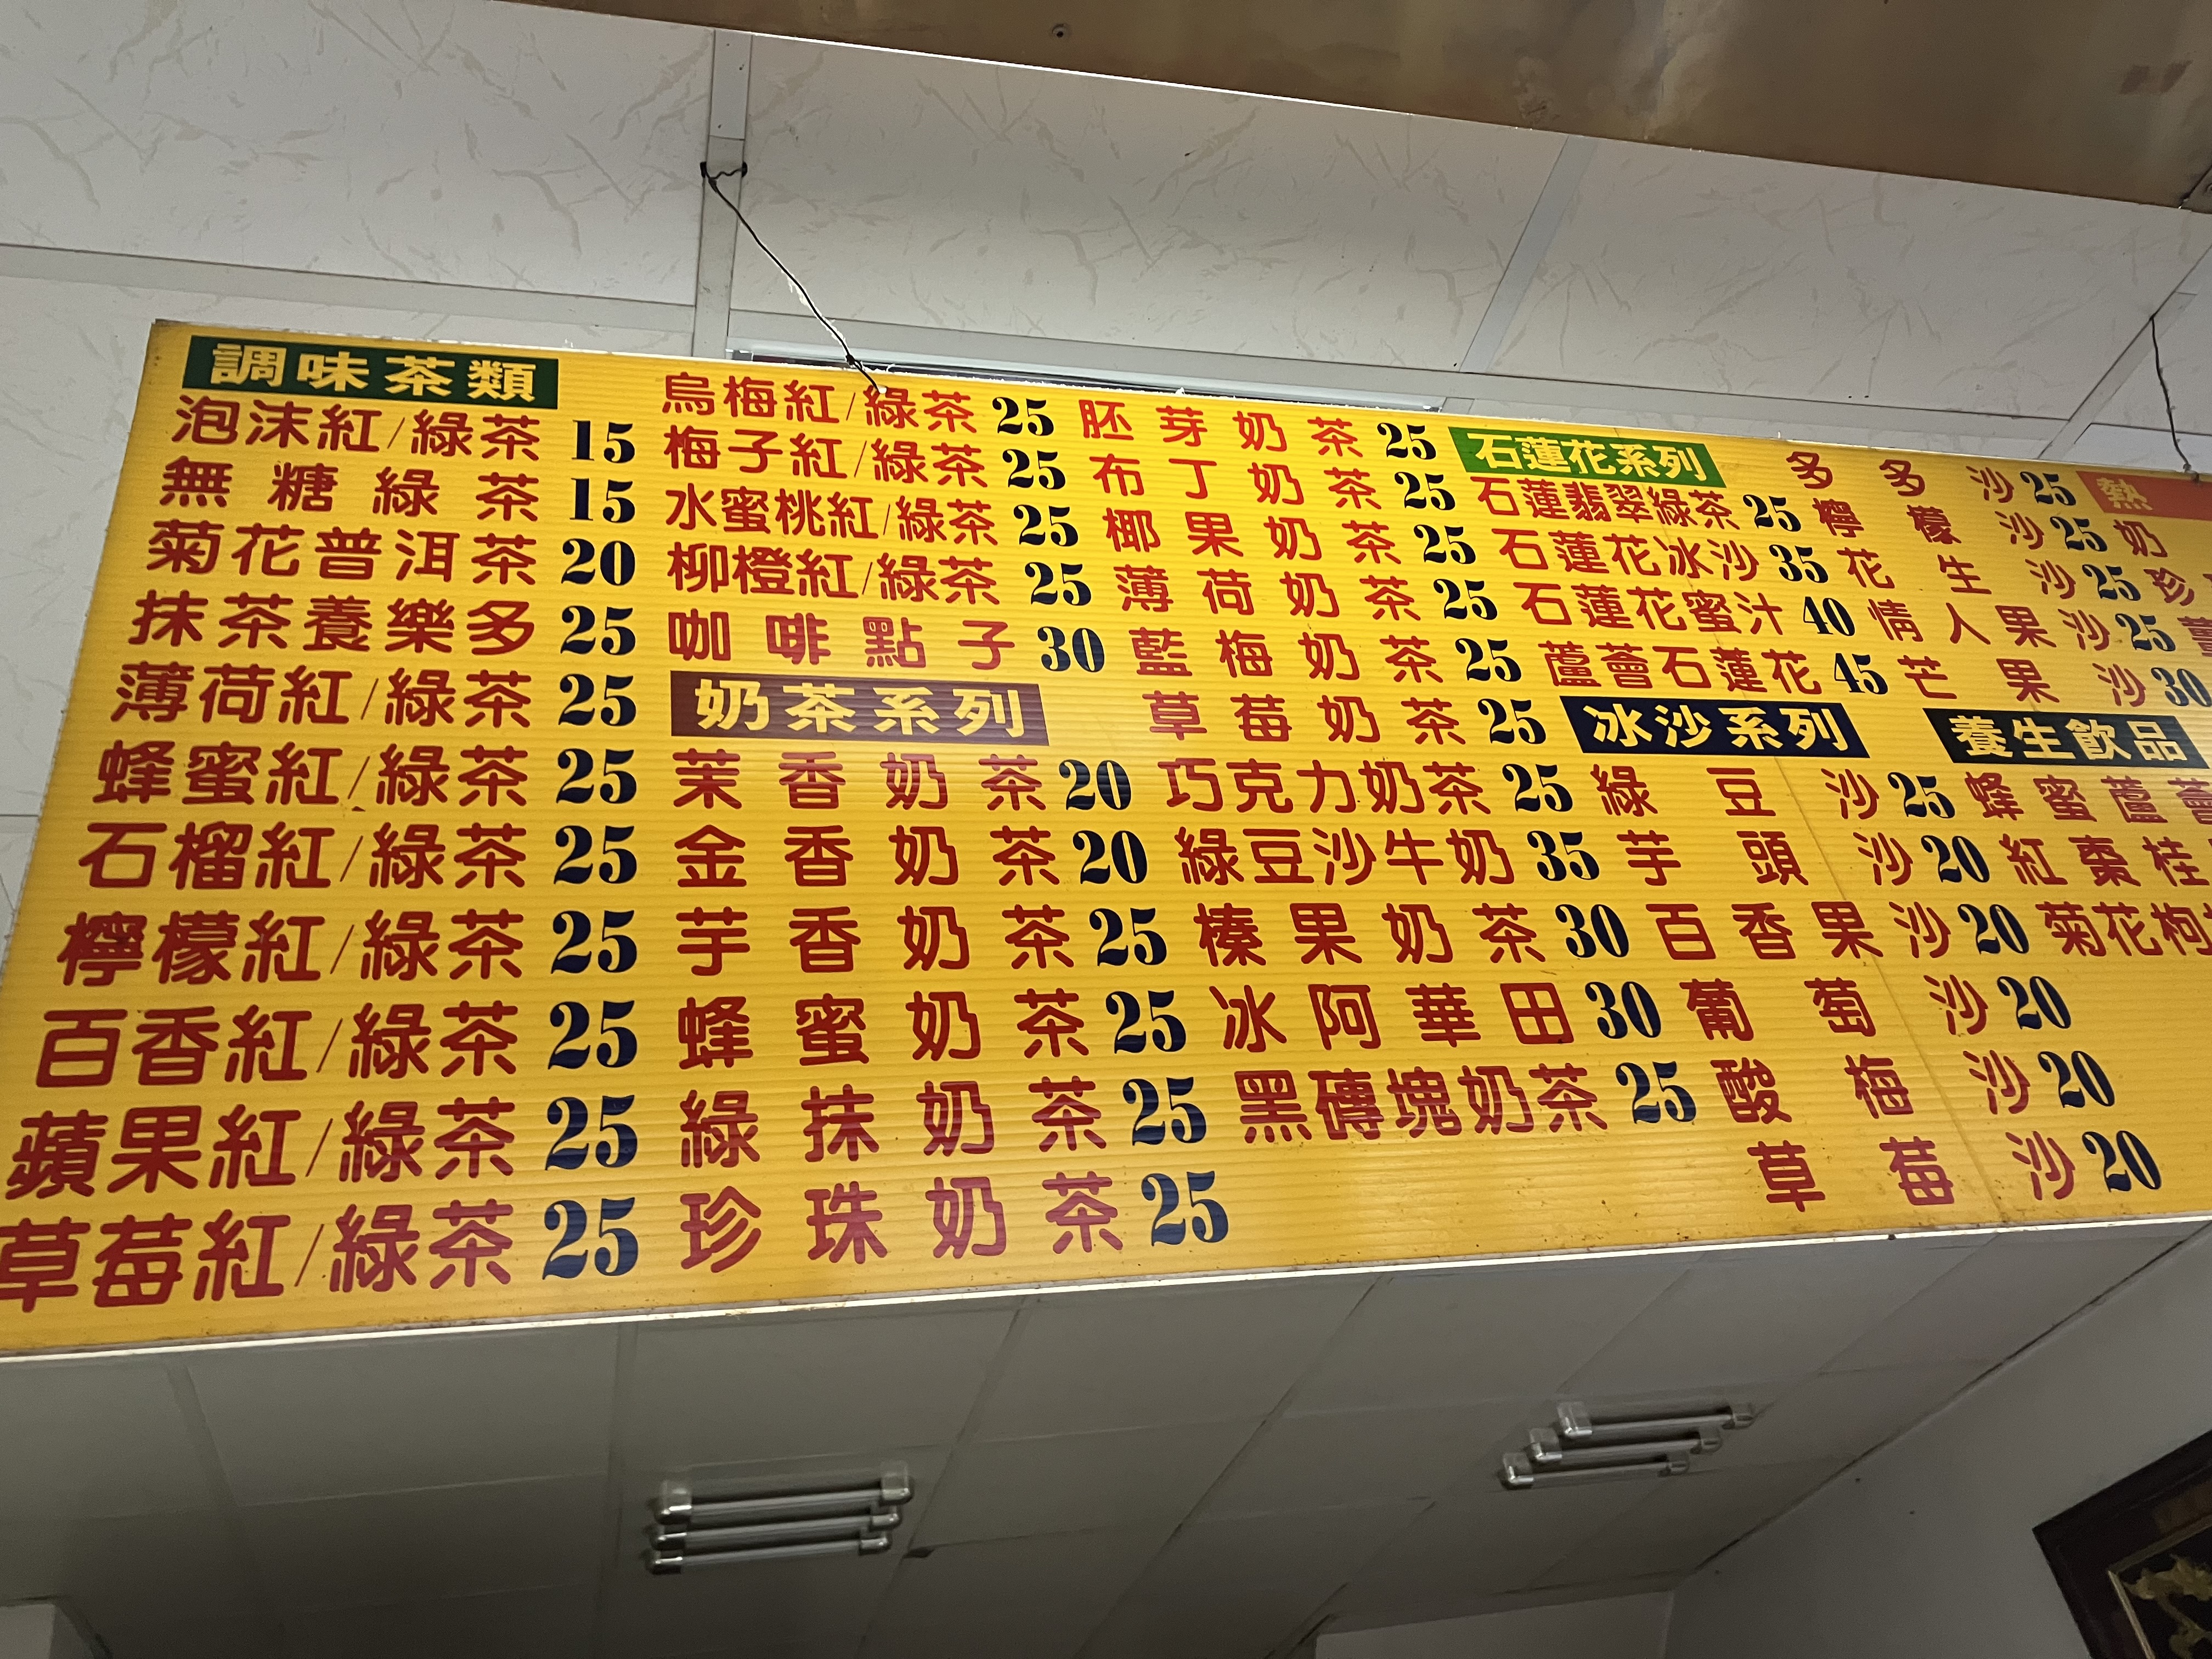 調味茶類
泡沫紅/綠茶 15
無糖綠茶 15
菊花普洱茶 20
抹茶養樂多 25
薄荷紅/綠茶 25
蜂蜜紅/綠茶 25
石榴紅/綠茶 25
檸檬紅/綠茶 25
百香紅/綠茶 25
蘋果紅/綠茶 25
草莓紅/綠茶 25
烏梅紅/綠茶 25
梅子紅/綠茶 25
水蜜桃紅/綠茶 25
柳橙紅/綠茶 25
咖啡點子 30
奶茶系列
茉香奶茶 20
金香奶茶 20
芋香奶茶 25
蜂蜜奶茶 25
綠抹奶茶 25
珍珠奶茶 25
胚芽奶茶 25
布丁奶茶 25
椰果奶茶 25
薄荷奶茶 25
藍梅奶茶 25
草莓奶茶 25
巧克力奶茶 25
綠豆沙牛奶 35
榛果奶茶 30
冰阿華田 30
黑磚塊奶茶 25
石蓮花系列
石蓮翡翠綠茶 25
石蓮花冰沙 35
石蓮花蜜汁 40
蘆薈石蓮花 45
冰沙系列
綠豆沙 25
芋頭沙 20
百香果沙 20
葡萄沙 20
酸梅沙 20
草莓沙 20
多多沙 25
檸檬沙 25
花生沙 25
情人果沙 25
芒果沙 30
養生飲品
蜂蜜蘆薈
紅棗桂
菊花枸
熱
奶
珍